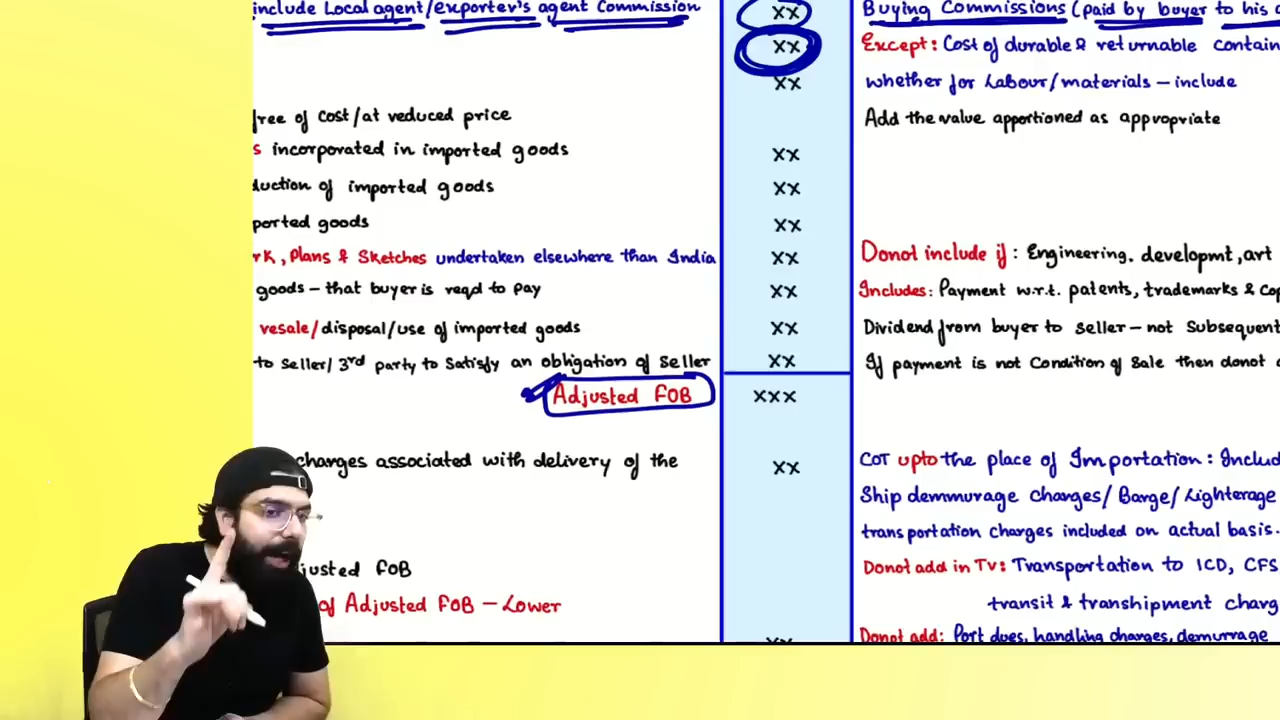 include Local agent/exporter's agent Commission
xx
Buying Commissions (paid by buyer to his
xx
Except: Cost of durable & returnable contain
xx
whether for Labour/materials – include
free of cost/at reduced price
Add the value apportioned as appropriate
s incorporated in imported goods
xx
duction of imported goods
xx
ported goods
xx
rk, Plans & Sketches undertaken elsewhere than India
xx
Donot include if: Engineering, developmt, art
goods – that buyer is reqd to pay
xx
Includes: Payment w.r.t. patents, trademarks & Cop
resale/disposal/use of imported goods
xx
Dividend from buyer to seller – not Subsequent
to seller/3rd party to Satisfy an obligation of seller
xx
If payment is not Condition of Sale then donot
Adjusted FOB
xxx
charges associated with delivery of the
xx
COT upto the place of Importation: Includ
Ship demmurage charges/Barge/Lighterage
transportation charges included on actual basis.
justed FOB
Donot add in TV: Transportation to ICD, CFS
of Adjusted FOB – Lower
transit & transhipment charg
xx
Donot add: Port dues, handling charges, demurrage